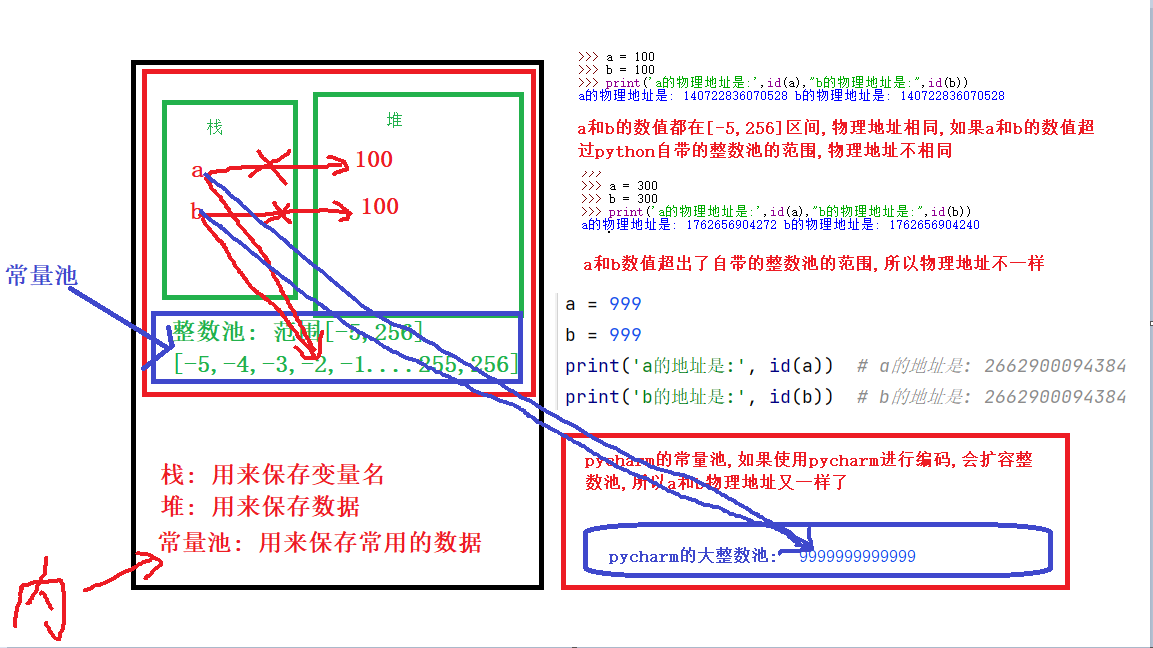 栈
堆
a
100
b
100
常量池
整数池: 范围[-5,256]
[-5,-4,-3,-2,-1....255,256]
栈: 用来保存变量名
堆: 用来保存数据
常量池: 用来保存常用的数据
内
>>> a = 100
>>> b = 100
>>> print('a的物理地址是:',id(a),"b的物理地址是:",id(b))
a的物理地址是: 140722836070528 b的物理地址是: 140722836070528
a和b的数值都在[-5,256]区间,物理地址相同,如果a和b的数值超
过python自带的整数池的范围,物理地址不相同
>>> a = 300
>>> b = 300
>>> print('a的物理地址是:',id(a),"b的物理地址是:",id(b))
a的物理地址是: 1762656904272 b的物理地址是: 1762656904240
a和b数值超出了自带的整数池的范围,所以物理地址不一样
a = 999
b = 999
print('a的地址是:', id(a))  # a的地址是: 2662900094384
print('b的地址是:', id(b))  # b的地址是: 2662900094384
pycharm的常量池,如果使用pycharm进行编码,会扩容整
数池,所以a和b物理地址又一样了
pycharm的大整数池: 9999999999999